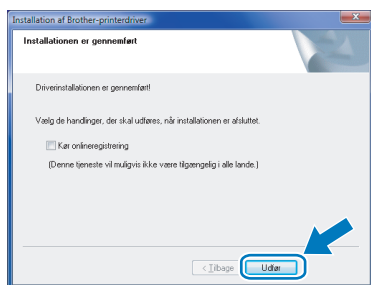 Installation af Brother-printerdriver
Installationen er gennemført
Driverinstallationen er gennemført!
Vælg de handlinger, der skal udføres, når installationen er afsluttet.
Kør onlineregistrering
(Denne tjeneste vil muligvis ikke være tilgængelig i alle lande.)
< Tilbage Udfør